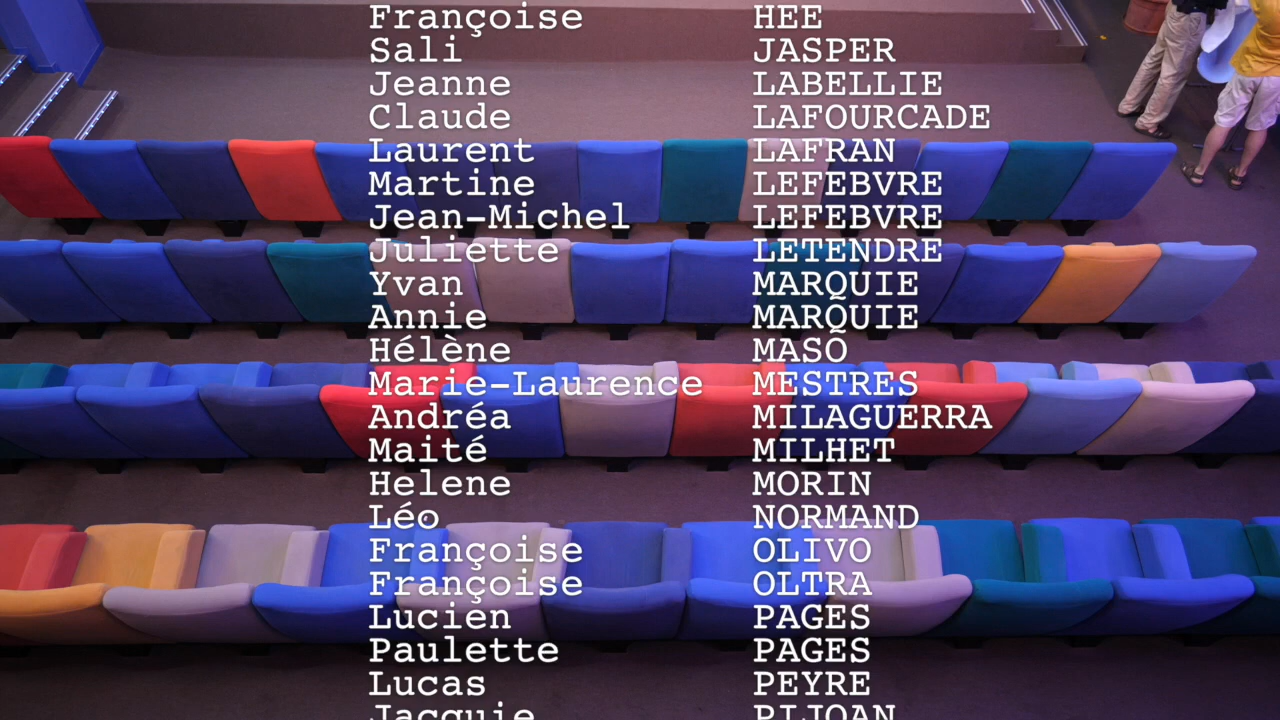 Françoise HEE
Sali JASPER
Jeanne LABELLIE
Claude LAFOURCADE
Laurent LAFRAN
Martine LEFEBVRE
Jean-Michel LEFEBVRE
Juliette LETENDRE
Yvan MARQUIE
Annie MARQUIE
Hélène MASO
Marie-Laurence MESTRES
Andréa MILAGUERRA
Maité MILHET
Helene MORIN
Léo NORMAND
Françoise OLIVO
Françoise OLTRA
Lucien PAGES
Paulette PAGES
Lucas PEYRE
Jacquie PIJOAN